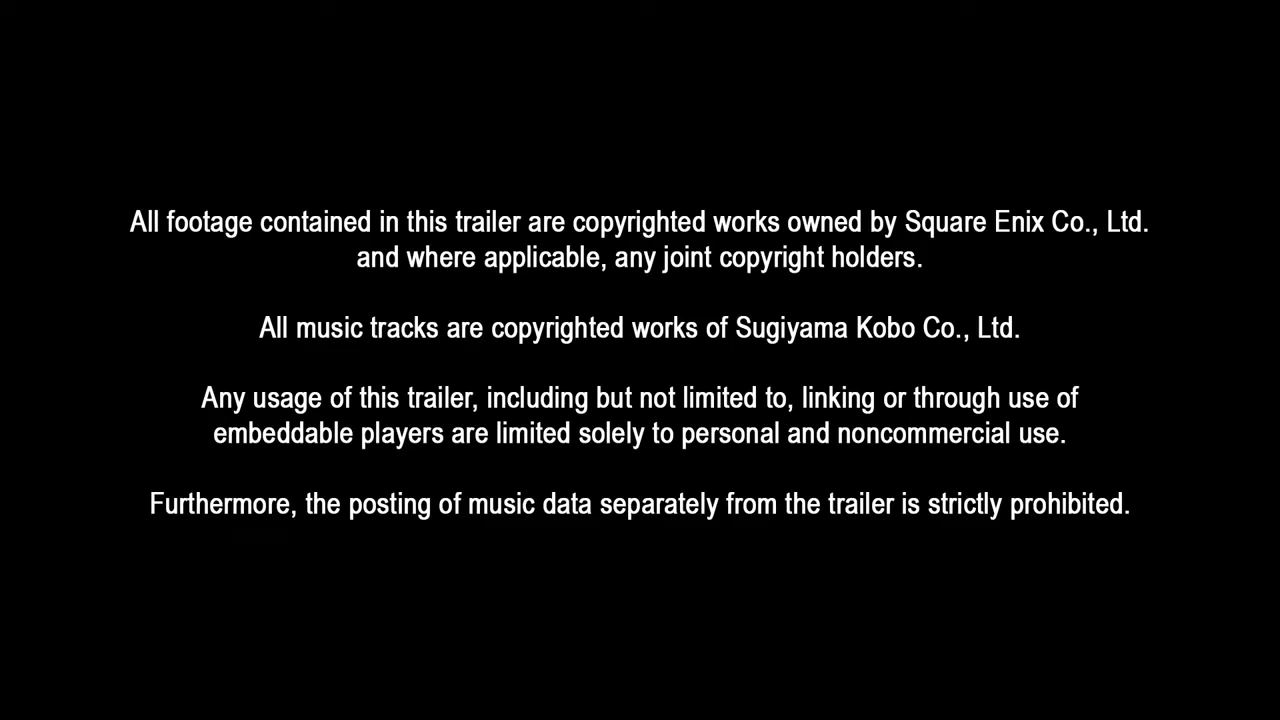 All footage contained in this trailer are copyrighted works owned by Square Enix Co., Ltd.
and where applicable, any joint copyright holders.
All music tracks are copyrighted works of Sugiyama Kobo Co., Ltd.
Any usage of this trailer, including but not limited to, linking or through use of
embeddable players are limited solely to personal and noncommercial use.
Furthermore, the posting of music data separately from the trailer is strictly prohibited.